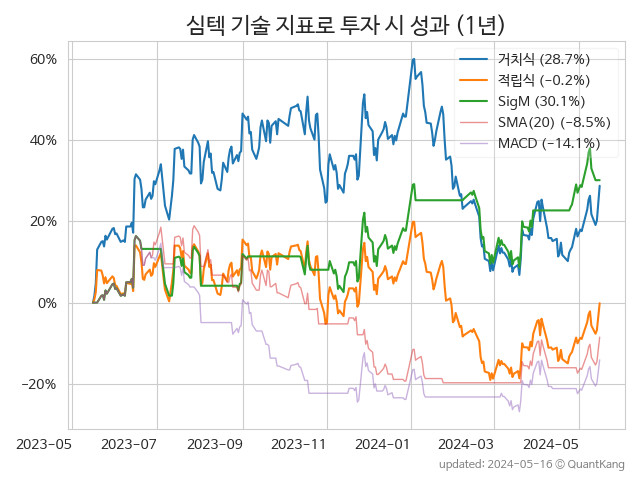 심텍 기술 지표로 투자 시 성과 (1년)
거치식 (28.7%)
적립식 (−0.2%)
SigM (30.1%)
SMA(20) (−8.5%)
MACD (−14.1%)
60%
40%
20%
0%
−20%
2023-05
2023-07
2023-09
2023-11
2024-01
2024-03
2024-05
updated: 2024-05-16 © QuantKang